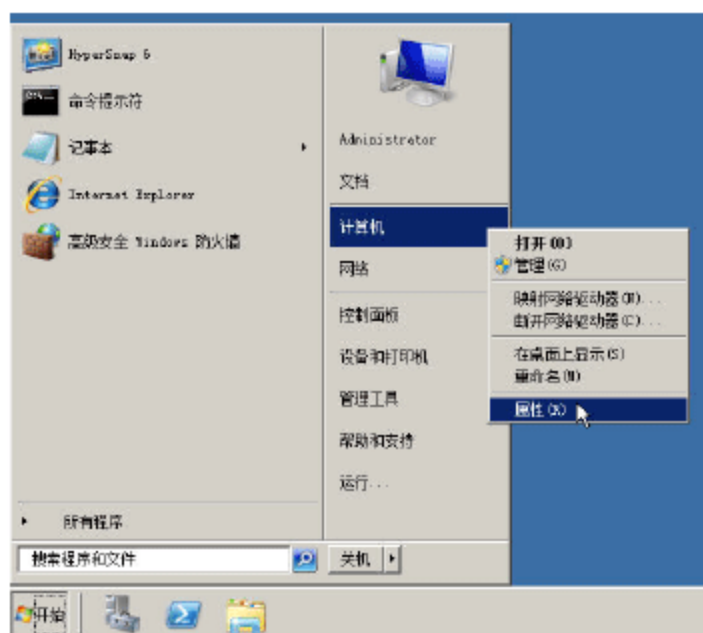 HyperSnap 6
命令提示符
记事本
Internet Explorer
高级安全 Windows 防火墙
所有程序
搜索程序和文件
Administrator
文档
计算机
网络
控制面板
设备和打印机
管理工具
帮助和支持
运行...
关机
打开(O)
管理(G)
映射网络驱动器(N)...
断开网络驱动器(C)...
在桌面上显示(S)
重命名(M)
属性(R)
开始